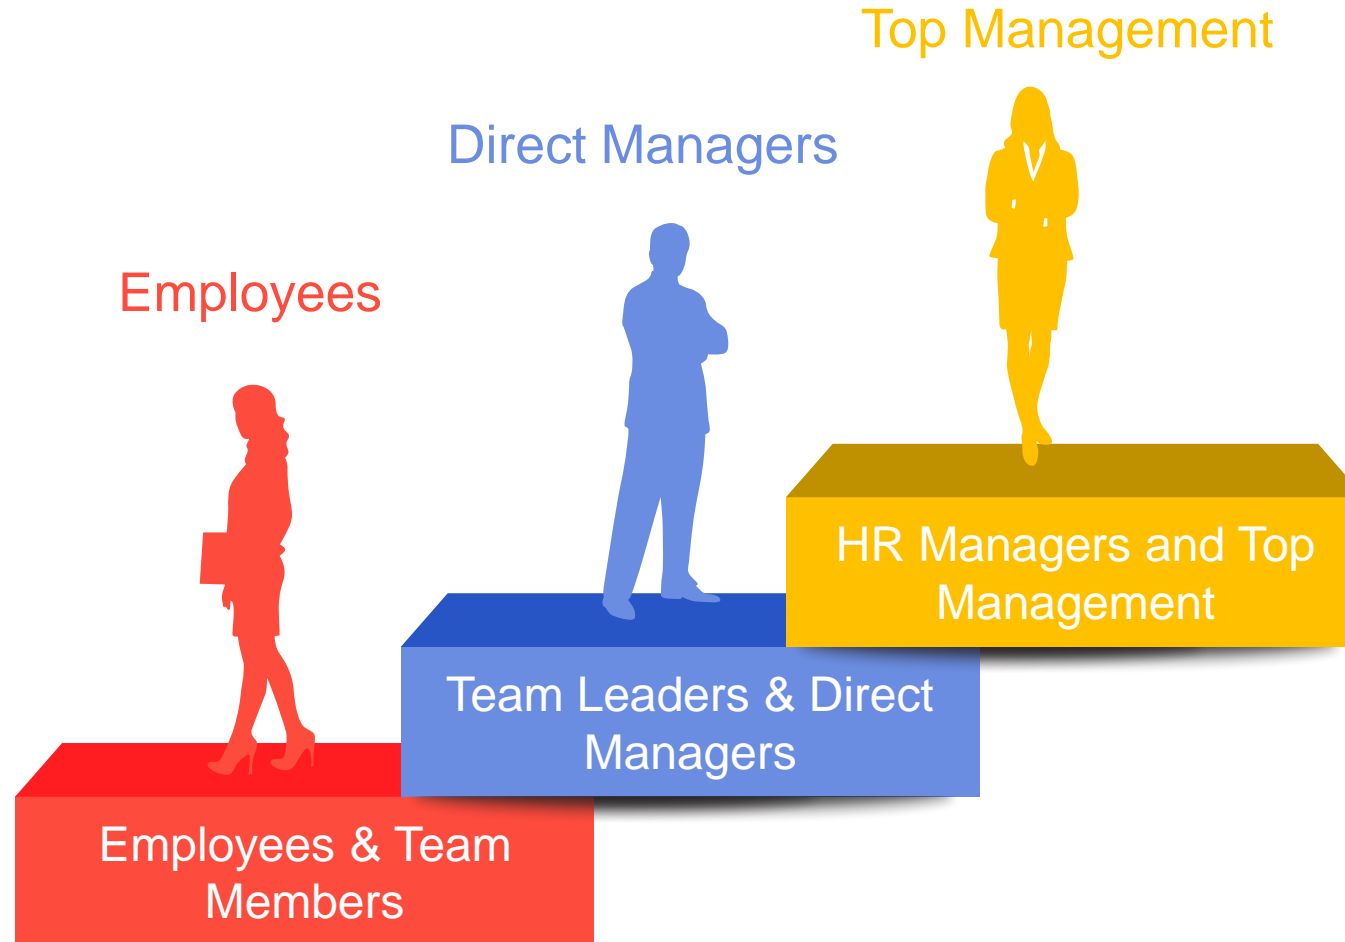 Top Management
Direct Managers
Employees
HR Managers and Top
Management
Team Leaders & Direct
Managers
Employees & Team
Members